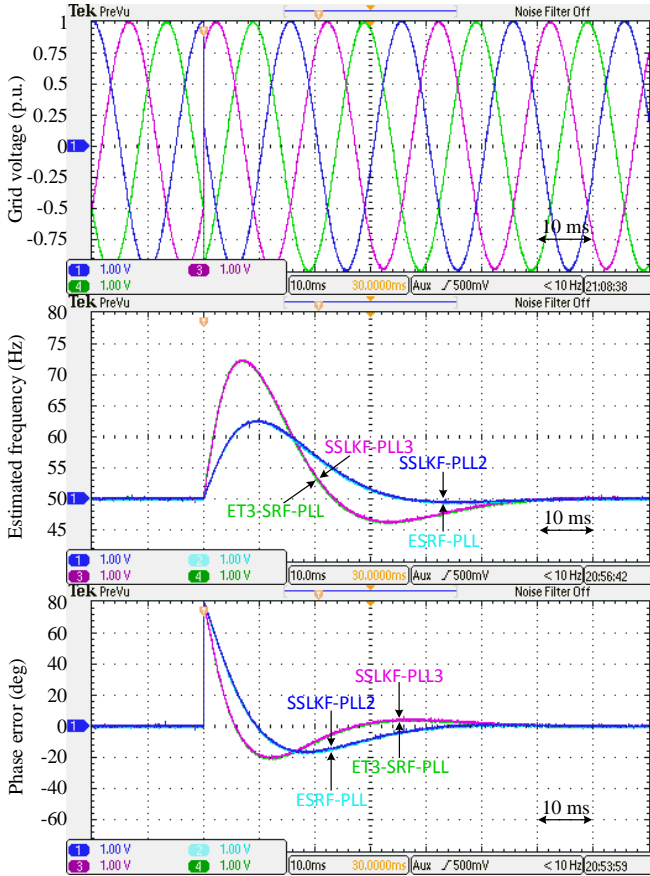 Tek PreVu Noise Filter Off
Grid voltage (p.u.)
1
0.75
0.5
0.25
0
-0.25
-0.5
-0.75
1
10 ms
1 1.00 V 3 1.00 V
4 1.00 V
10.0ms 30.0000ms Aux 500mV < 10 Hz 21:08:38
Tek PreVu Noise Filter Off
Estimated frequency (Hz)
80
75
70
65
60
55
50
45
1
SSLKF-PLL3
SSLKF-PLL2
ET3-SRF-PLL
ESRF-PLL
10 ms
1 1.00 V 2 1.00 V
3 1.00 V 4 1.00 V
10.0ms 30.0000ms Aux 500mV < 10 Hz 20:56:42
Tek PreVu Noise Filter Off
Phase error (deg)
80
60
40
20
0
-20
-40
-60
1
SSLKF-PLL3
SSLKF-PLL2
ET3-SRF-PLL
ESRF-PLL
10 ms
1 1.00 V 2 1.00 V
3 1.00 V 4 1.00 V
10.0ms 30.0000ms Aux 500mV < 10 Hz 20:53:59